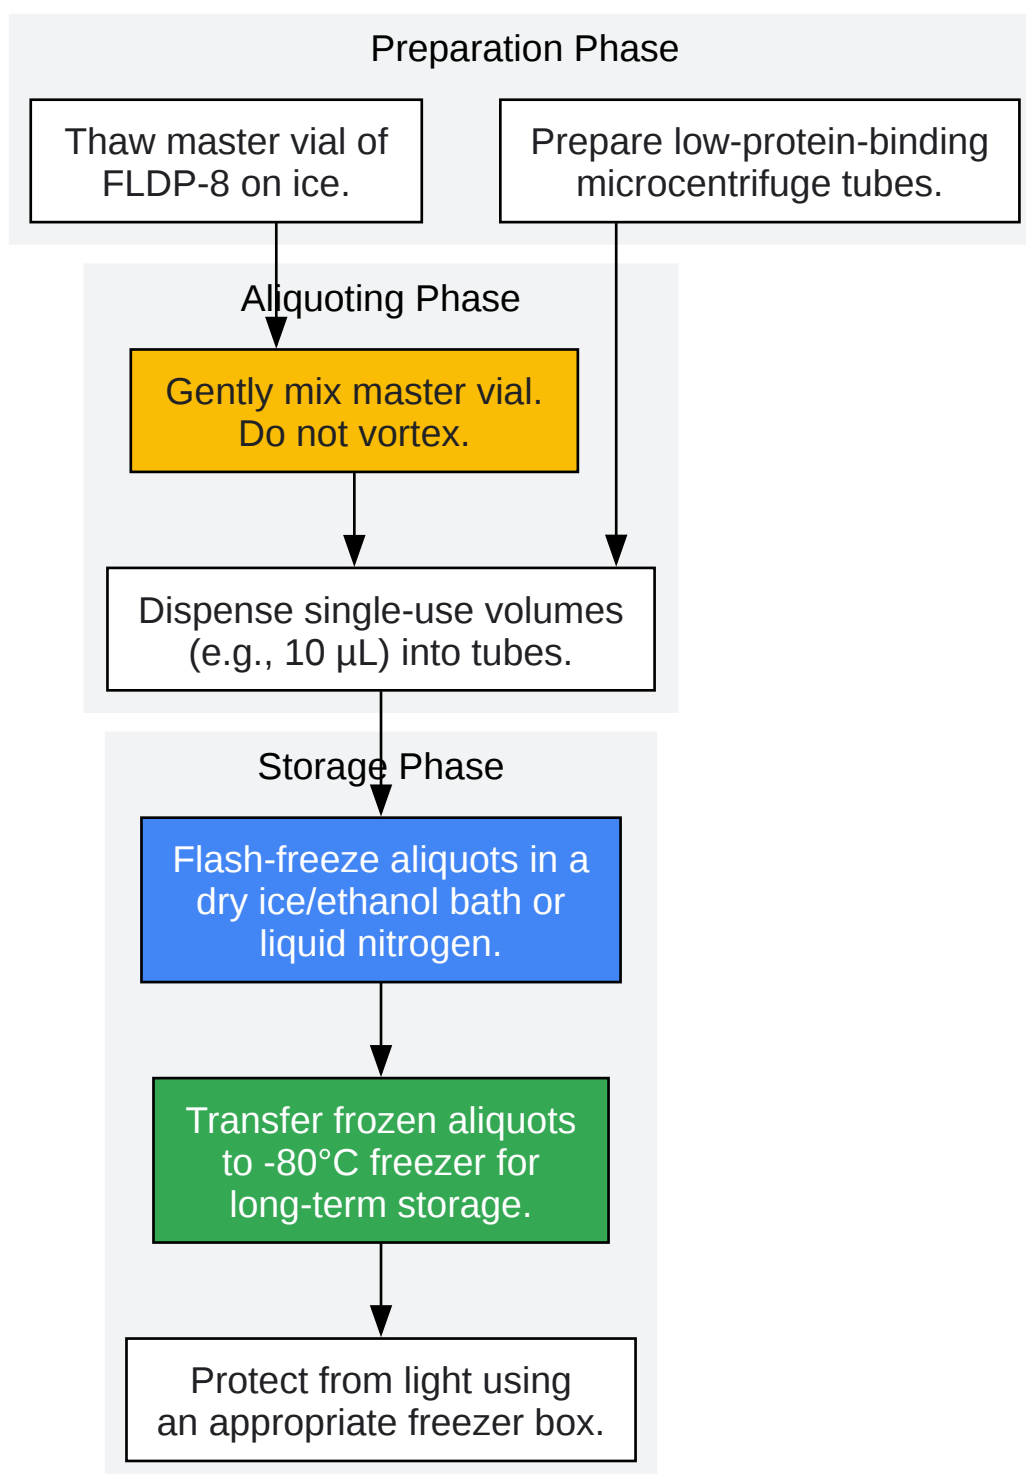 Preparation Phase
Thaw master vial of
FLDP-8 on ice.
Prepare low-protein-binding
microcentrifuge tubes.
Aliquoting Phase
Gently mix master vial.
Do not vortex.
Dispense single-use volumes
(e.g., 10 µL) into tubes.
Storage Phase
Flash-freeze aliquots in a
dry ice/ethanol bath or
liquid nitrogen.
Transfer frozen aliquots
to -80°C freezer for
long-term storage.
Protect from light using
an appropriate freezer box.